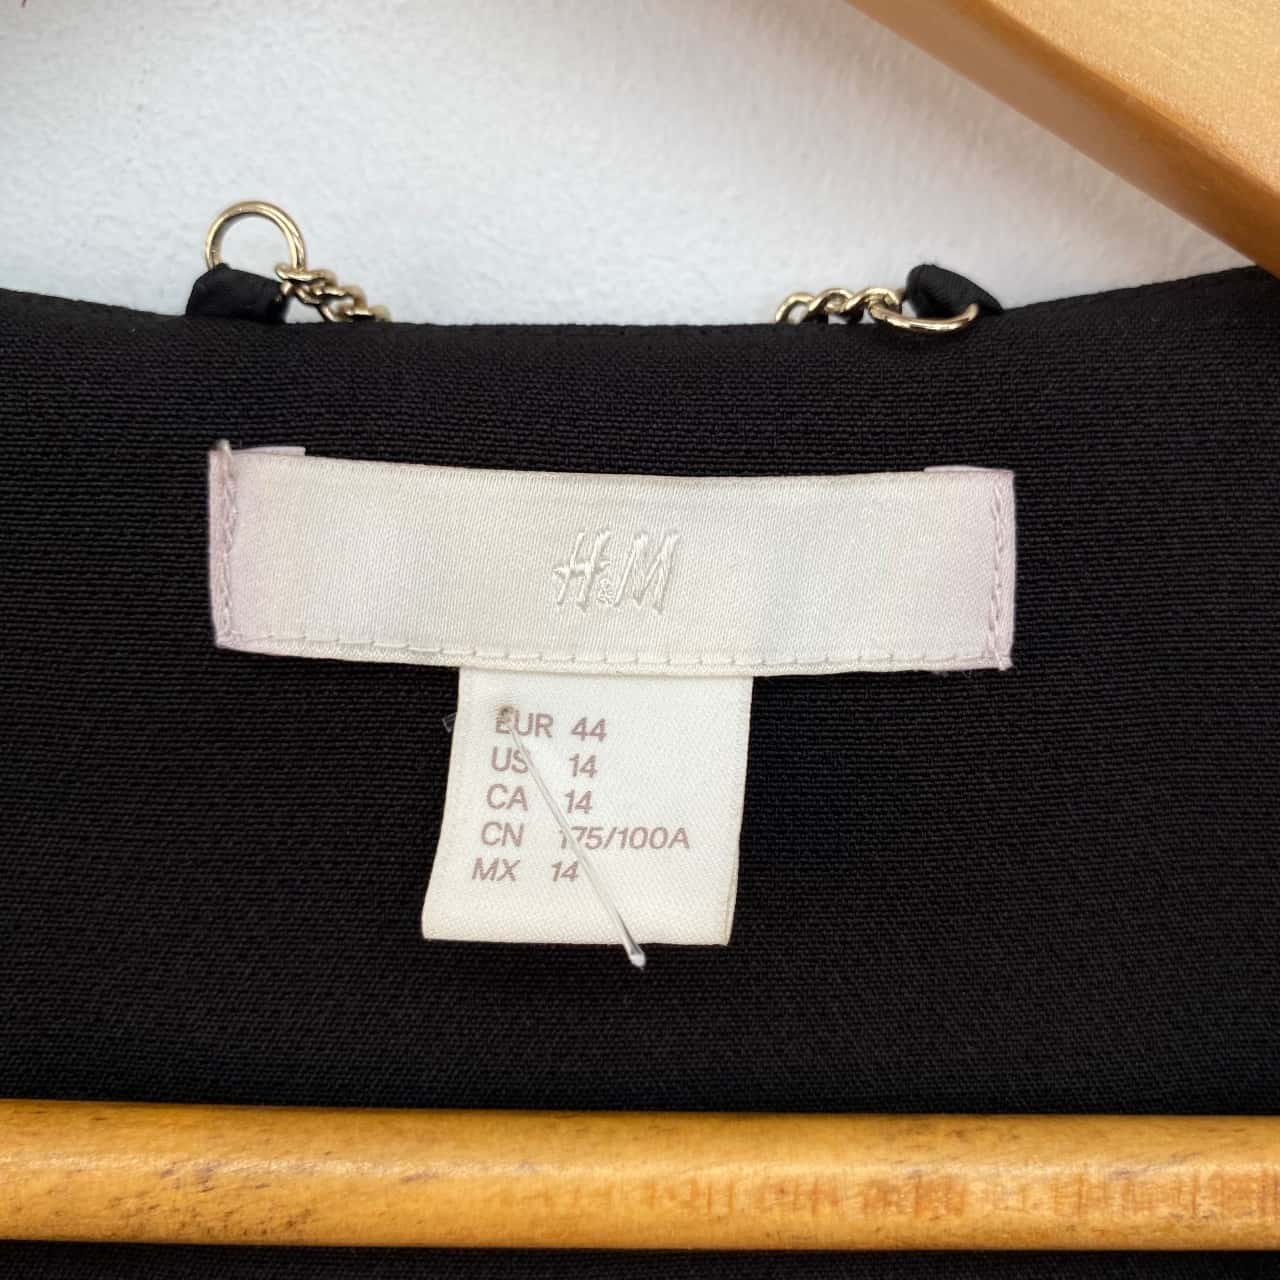 H&M
EUR 44
US 14
CA 14
CN 175/100A
MX 14